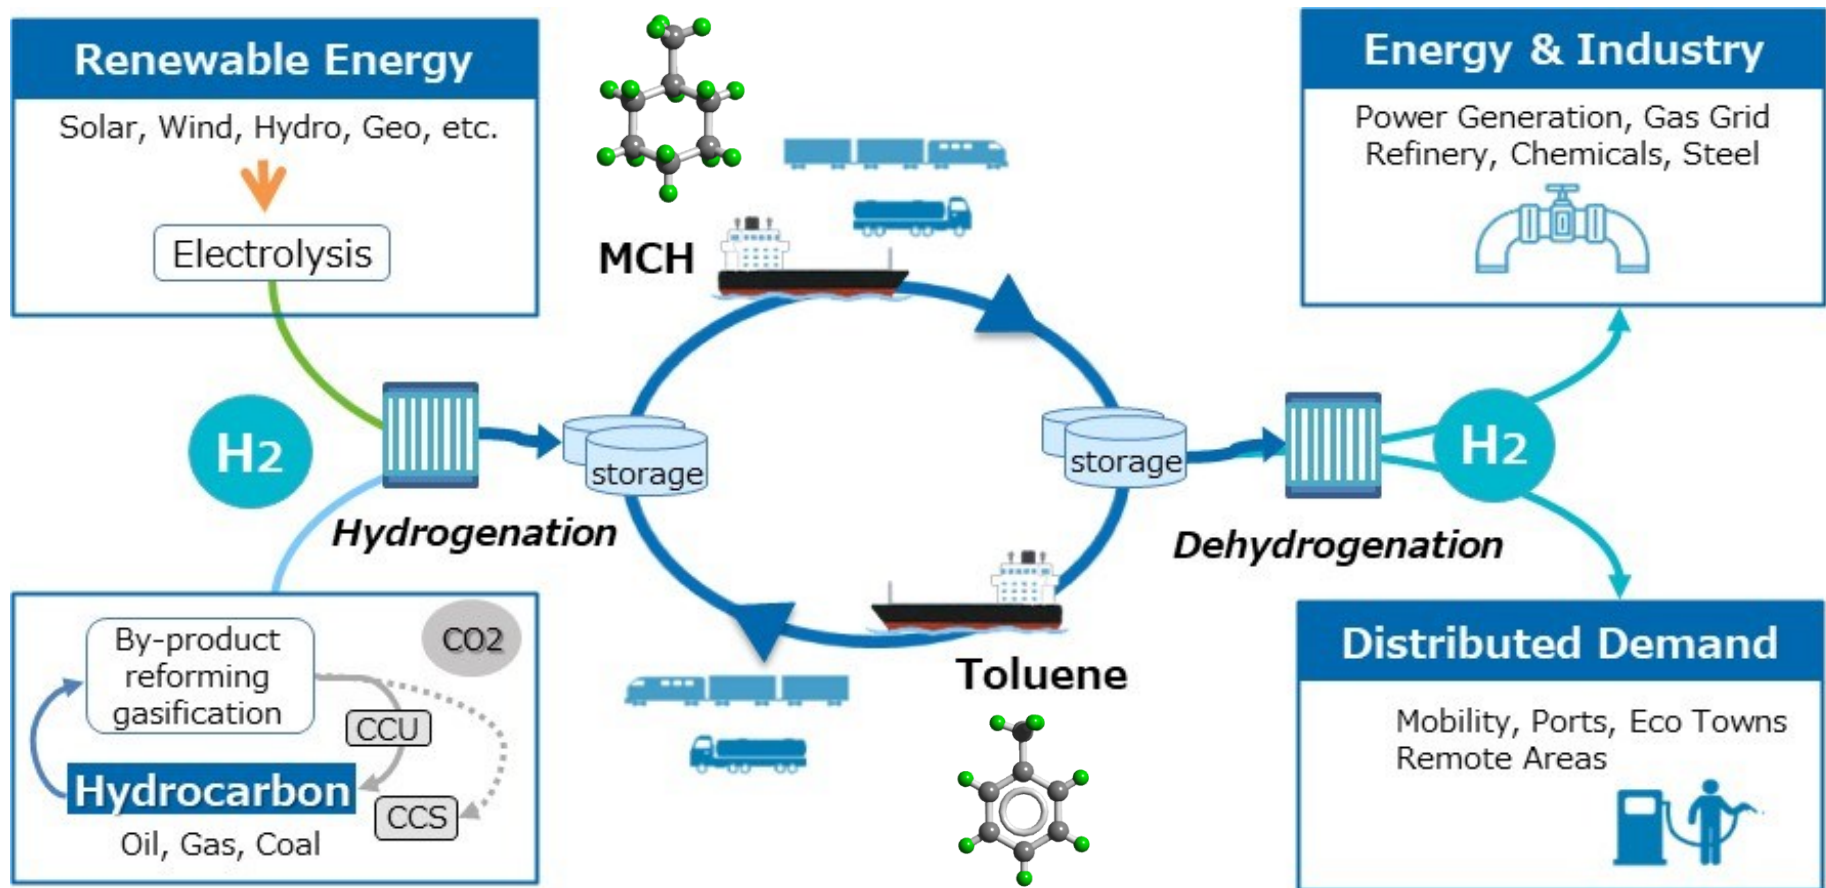 Renewable Energy
Solar, Wind, Hydro, Geo, etc.
Electrolysis
H2
Hydrogenation
By-product
reforming
gasification
CO2
CCU
Hydrocarbon
CCS
Oil, Gas, Coal
MCH
storage
storage
Toluene
Energy & Industry
Power Generation, Gas Grid
Refinery, Chemicals, Steel
H2
Dehydrogenation
Distributed Demand
Mobility, Ports, Eco Towns
Remote Areas